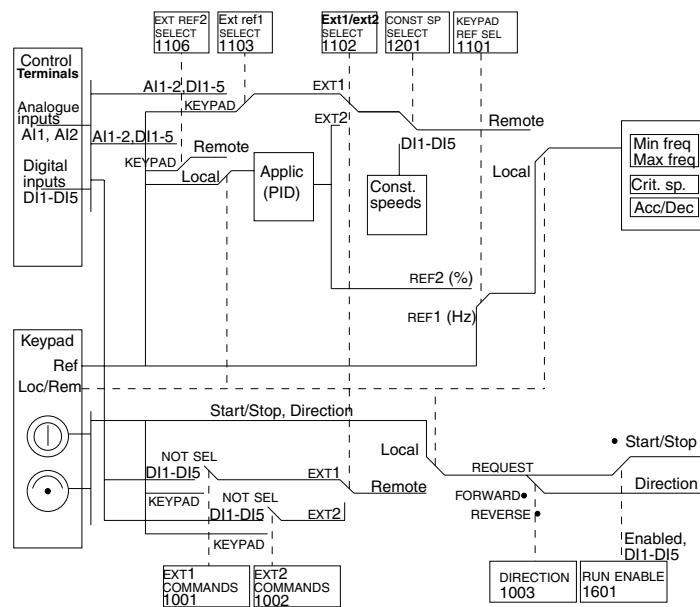 EXT REF2
SELECT
1106
Ext ref1
SELECT
1103
Ext1/ext2
SELECT
1102
CONST SP
SELECT
1201
KEYPAD
REF SEL
1101
Control
Terminals
Analogue
inputs
AI1, AI2
Digital
inputs
DI1-DI5
AI1-2,DI1-5
KEYPAD
EXT1
EXT2
AI1-2,DI1-5
Remote
KEYPAD
Local
Applic
(PID)
DI1-DI5
Const.
speeds
Remote
Local
Min freq
Max freq
Crit. sp.
Acc/Dec
REF2 (%)
REF1 (Hz)
Keypad
Ref
Loc/Rem
Start/Stop, Direction
Local
NOT SEL
DI1-DI5
KEYPAD
EXT1
Remote
NOT SEL
DI1-DI5
EXT2
KEYPAD
REQUEST
Start/Stop
Direction
FORWARD
REVERSE
Enabled,
DI1-DI5
EXT1
COMMANDS
1001
EXT2
COMMANDS
1002
DIRECTION
1003
RUN ENABLE
1601